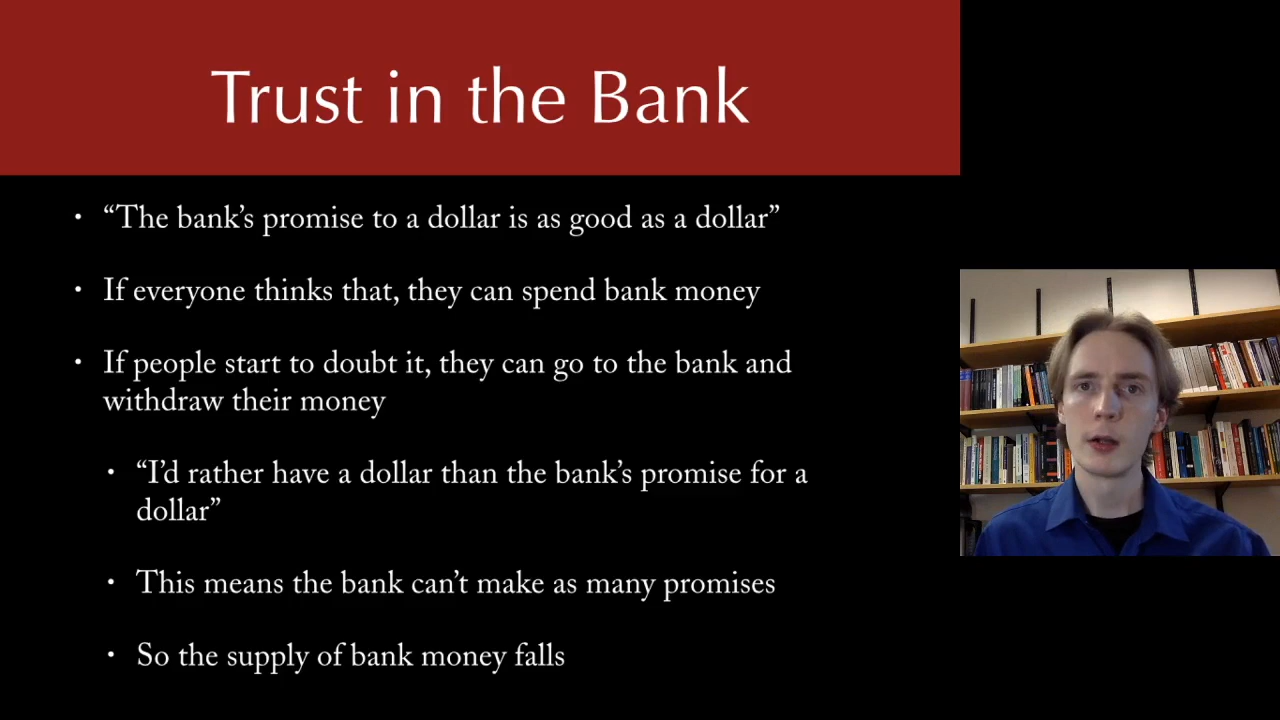 Trust in the Bank
• “The bank’s promise to a dollar is as good as a dollar”
• If everyone thinks that, they can spend bank money
• If people start to doubt it, they can go to the bank and
withdraw their money
• “I’d rather have a dollar than the bank’s promise for a
dollar”
• This means the bank can’t make as many promises
• So the supply of bank money falls